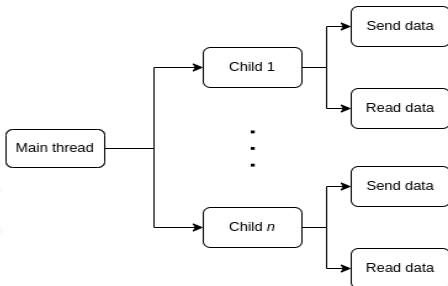 Send data
Child 1
Read data
Main thread
Send data
Child n
Read data